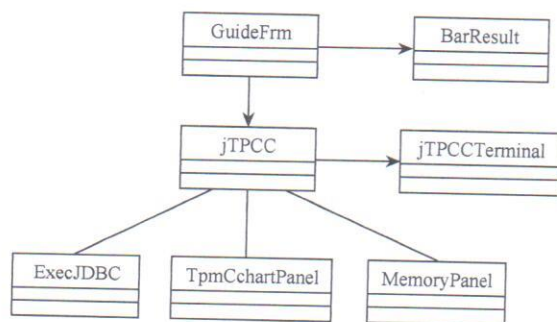 GuideFrm
BarResult
jTPCC
jTPCCTerminal
ExecJDBC
TpmCchartPanel
MemoryPanel